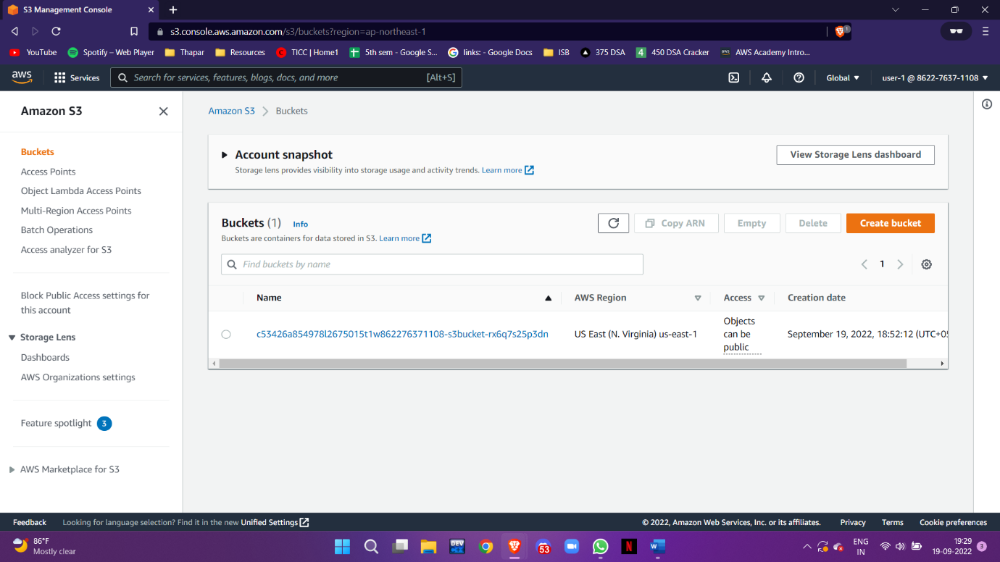 S3 Management Console
s3.console.aws.amazon.com/s3/buckets?region=ap-northeast-1
1
YouTube
Spotify – Web Player
Thapar
Resources
TICC | Home1
5th sem - Google S...
links: - Google Docs
ISB
375 DSA
4 450 DSA Cracker
aws AWS Academy Intro...
aws
Services
Search for services, features, blogs, docs, and more
[Alt+S]
Global
user-1 @ 8622-7637-1108
Amazon S3
Buckets
Access Points
Object Lambda Access Points
Multi-Region Access Points
Batch Operations
Access analyzer for S3
Block Public Access settings for
this account
Storage Lens
Dashboards
AWS Organizations settings
Feature spotlight 3
AWS Marketplace for S3
Amazon S3
Buckets
Account snapshot
Storage lens provides visibility into storage usage and activity trends. Learn more
View Storage Lens dashboard
Buckets (1) Info
Buckets are containers for data stored in S3. Learn more
Copy ARN
Empty
Delete
Create bucket
Find buckets by name
1
Name
AWS Region
Access
Creation date
c53426a854978l2675015t1w862276371108-s3bucket-rx6q7s25p3dn
US East (N. Virginia) us-east-1
Objects
can be
public
September 19, 2022, 18:52:12 (UTC+05
Feedback
Looking for language selection? Find it in the new Unified Settings
© 2022, Amazon Web Services, Inc. or its affiliates.
Privacy
Terms
Cookie preferences
86°F
Mostly clear
DEV
53
N
W
ENG
IN
19:29
19-09-2022
3